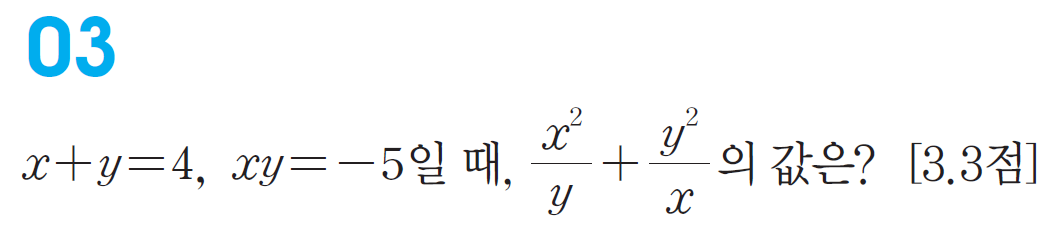 03
x+y=4, xy=-5일 때, x²/y + y²/x 의 값은? [3.3점]